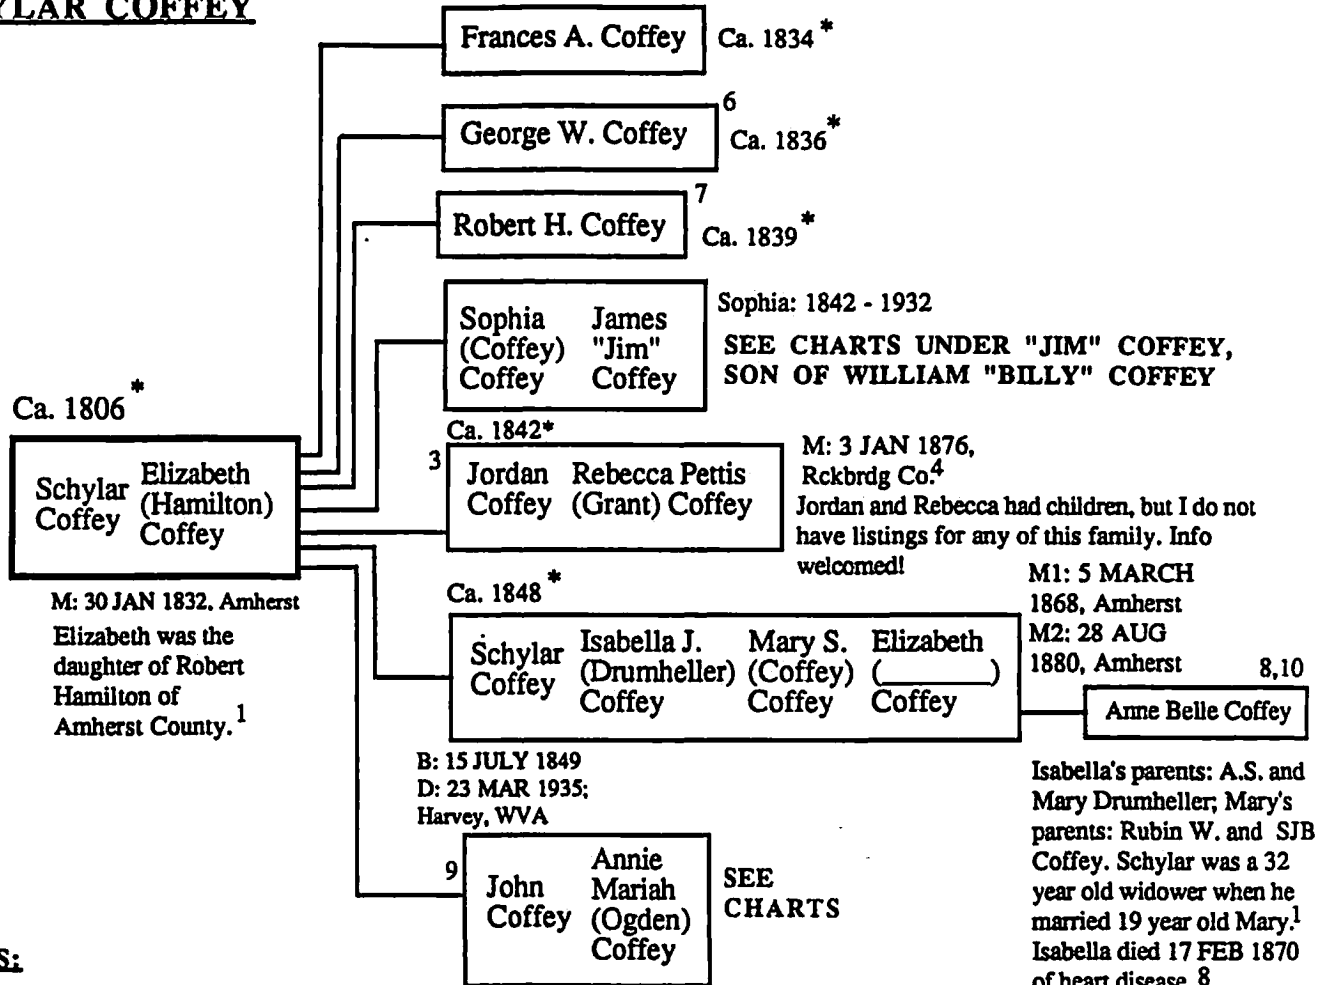 YLAR COFFEY
Frances A. Coffey
Ca. 1834 *
George W. Coffey
6
Ca. 1836 *
Robert H. Coffey
7
Ca. 1839 *
Sophia James
(Coffey) "Jim"
Coffey Coffey
Sophia: 1842 - 1932
SEE CHARTS UNDER "JIM" COFFEY,
SON OF WILLIAM "BILLY" COFFEY
Ca. 1806 *
Schylar Elizabeth
Coffey (Hamilton)
Coffey
M: 30 JAN 1832, Amherst
Elizabeth was the
daughter of Robert
Hamilton of
Amherst County. 1
Ca. 1842*
3
Jordan Rebecca Pettis
Coffey (Grant) Coffey
M: 3 JAN 1876,
Rckbrdg Co.4
Jordan and Rebecca had children, but I do not
have listings for any of this family. Info
welcomed!
Ca. 1848 *
Schylar Isabella J. Mary S. Elizabeth
Coffey (Drumheller) (Coffey) (______)
Coffey Coffey Coffey
M1: 5 MARCH
1868, Amherst
M2: 28 AUG
1880, Amherst
8,10
Anne Belle Coffey
Isabella's parents: A.S. and
Mary Drumheller; Mary's
parents: Rubin W. and SJB
Coffey. Schylar was a 32
year old widower when he
married 19 year old Mary.1
Isabella died 17 FEB 1870
of heart disease. 8
B: 15 JULY 1849
D: 23 MAR 1935;
Harvey, WVA
9
John Annie
Coffey Mariah
(Ogden)
Coffey
SEE
CHARTS
S: